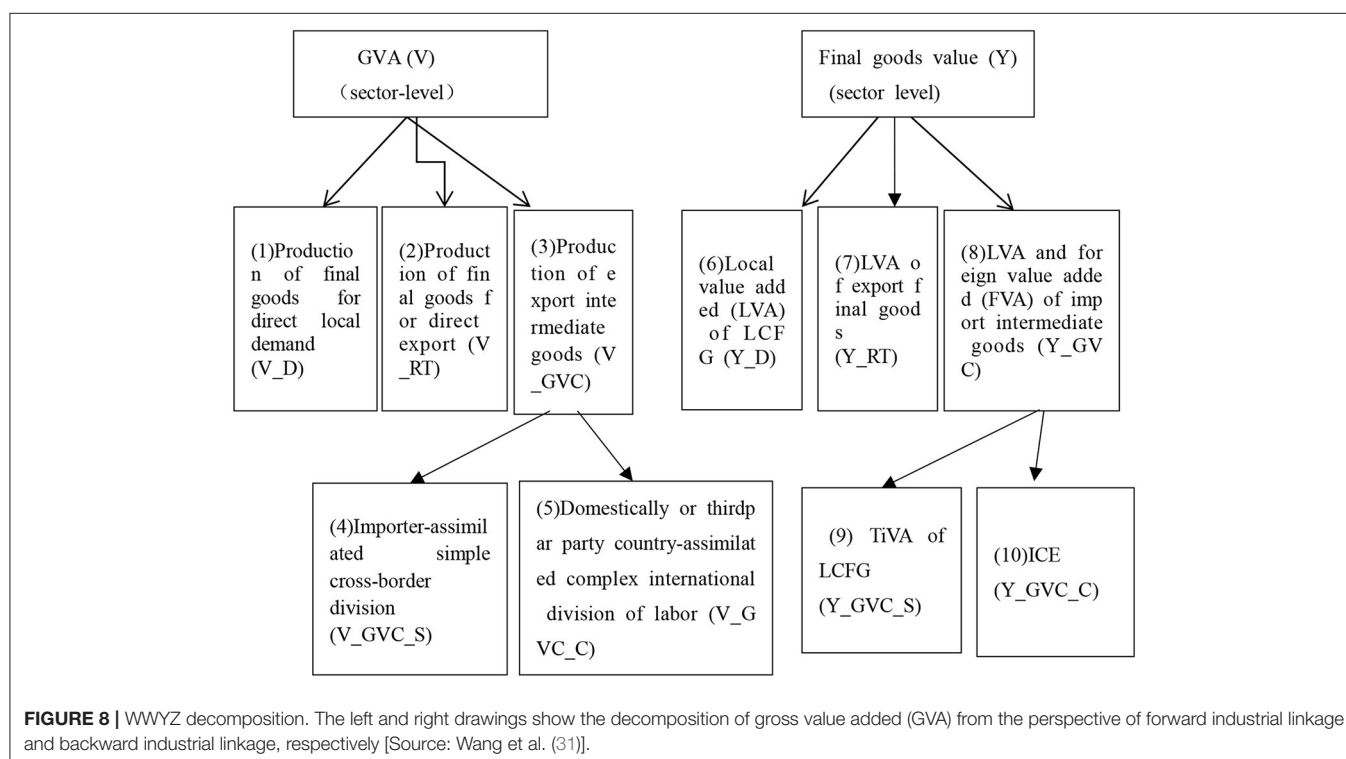 GVA (V)
（sector-level）
Final goods value (Y)
(sector level)
(1)Productio
n of final
goods for
direct local
demand
(V_D)
(2)Product
ion of fin
al goods f
or direct
export (V
_RT)
(3)Produc
tion of e
xport inte
rmediate
goods (V
_GVC)
(6)Local
value add
ed (LVA)
of LCF
G (Y_D)
(7)LVA o
f export f
inal good
s
(Y_RT)
(8)LVA and for
eign value adde
d (FVA) of imp
ort intermediate
goods (Y_GV
C)
(4)Importer-assimil
ated simple
cross-border
division
(V_GVC_S)
(5)Domestically or thirdp
ar party country-assimilat
ed complex international
division of labor (V_G
VC_C)
(9) TiVA of
LCFG
(Y_GVC_S)
(10)ICE
(Y_GVC_C)
FIGURE 8 | WWYZ decomposition. The left and right drawings show the decomposition of gross value added (GVA) from the perspective of forward industrial linkage
and backward industrial linkage, respectively [Source: Wang et al. (31)].